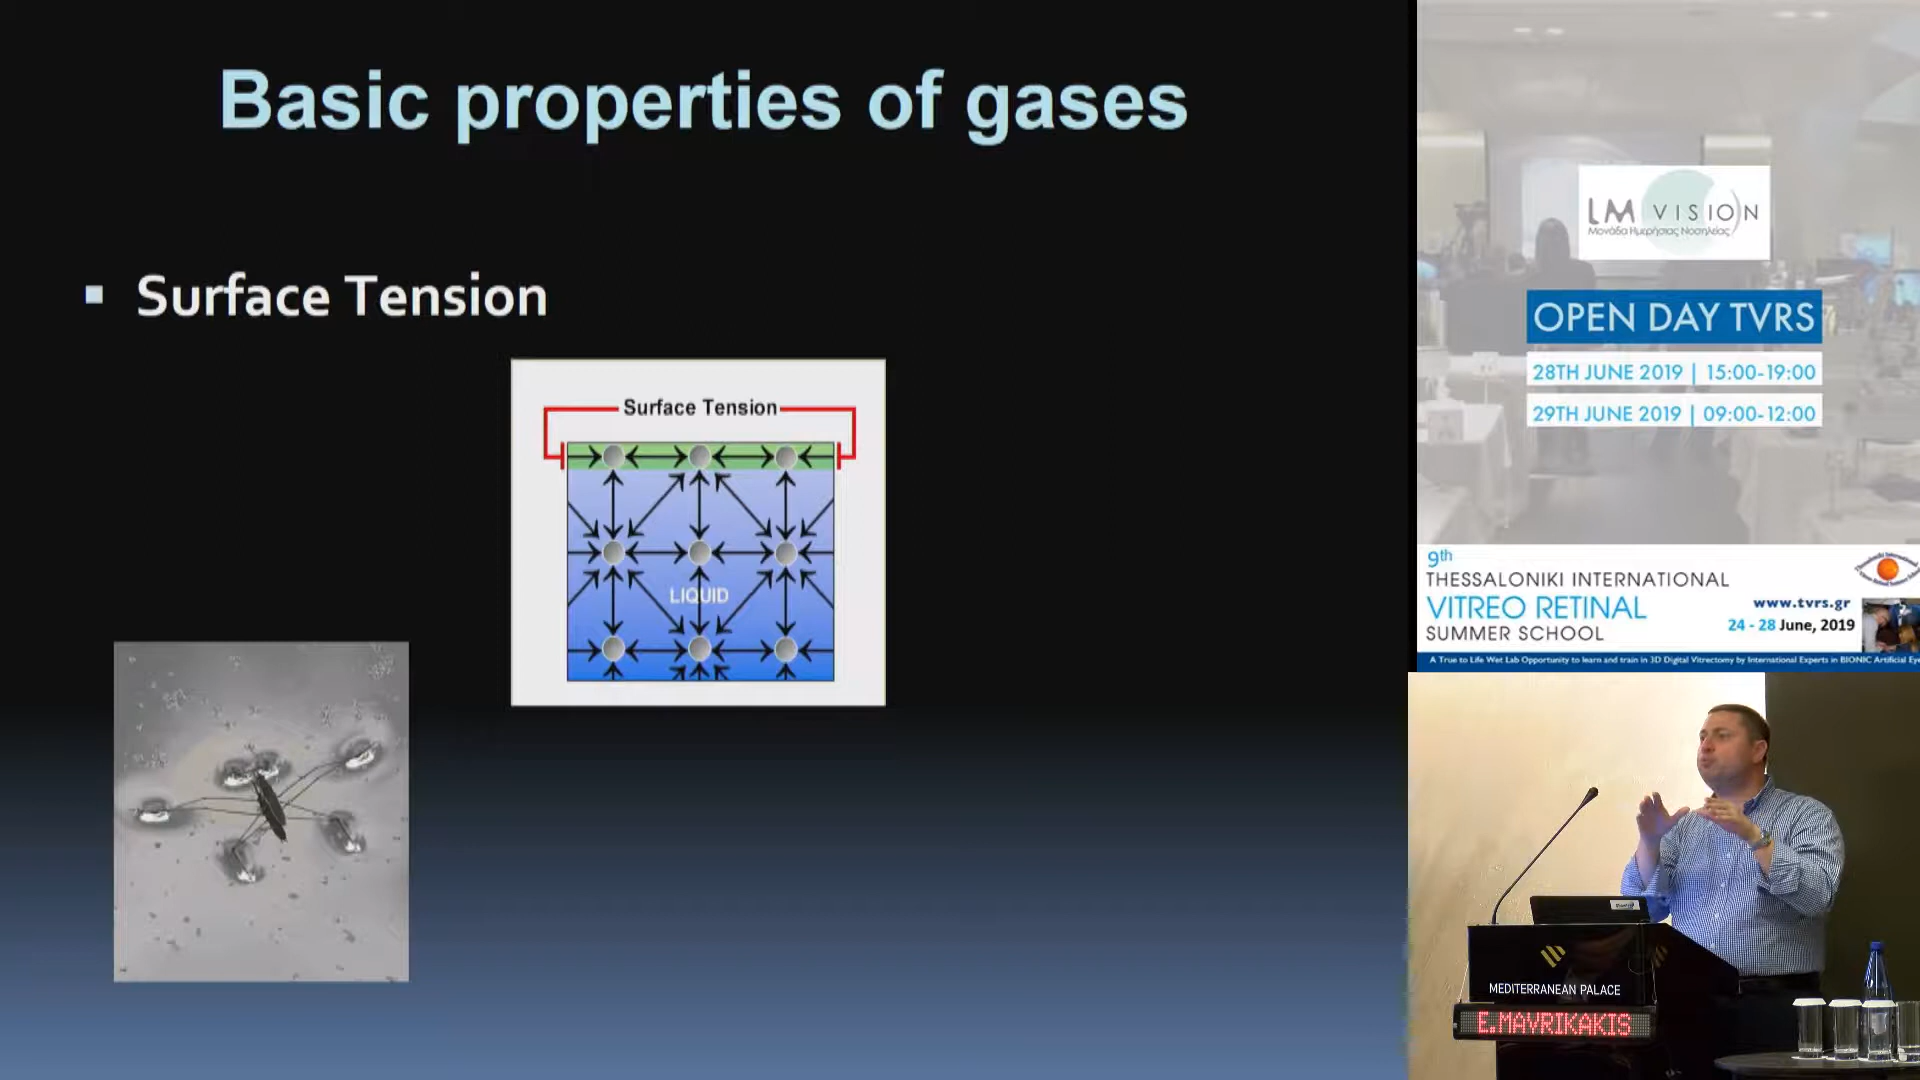 Basic properties of gases
Surface Tension
Surface Tension
LIQUID
LM VISION
Μονάδα Ημερήσιας Νοσηλείας
OPEN DAY TVRS
28TH JUNE 2019 | 15:00-19:00
29TH JUNE 2019 | 09:00-12:00
9th
THESSALONIKI INTERNATIONAL
VITREO RETINAL
SUMMER SCHOOL
www.tvrs.gr
24 - 28 June, 2019
A True to Life Wet Lab Opportunity to learn and train in 3D Digital Vitrectomy by International Experts in BIONIC Artificial Eye
MEDITERRANEAN PALACE
E.MAVRIKAKIS